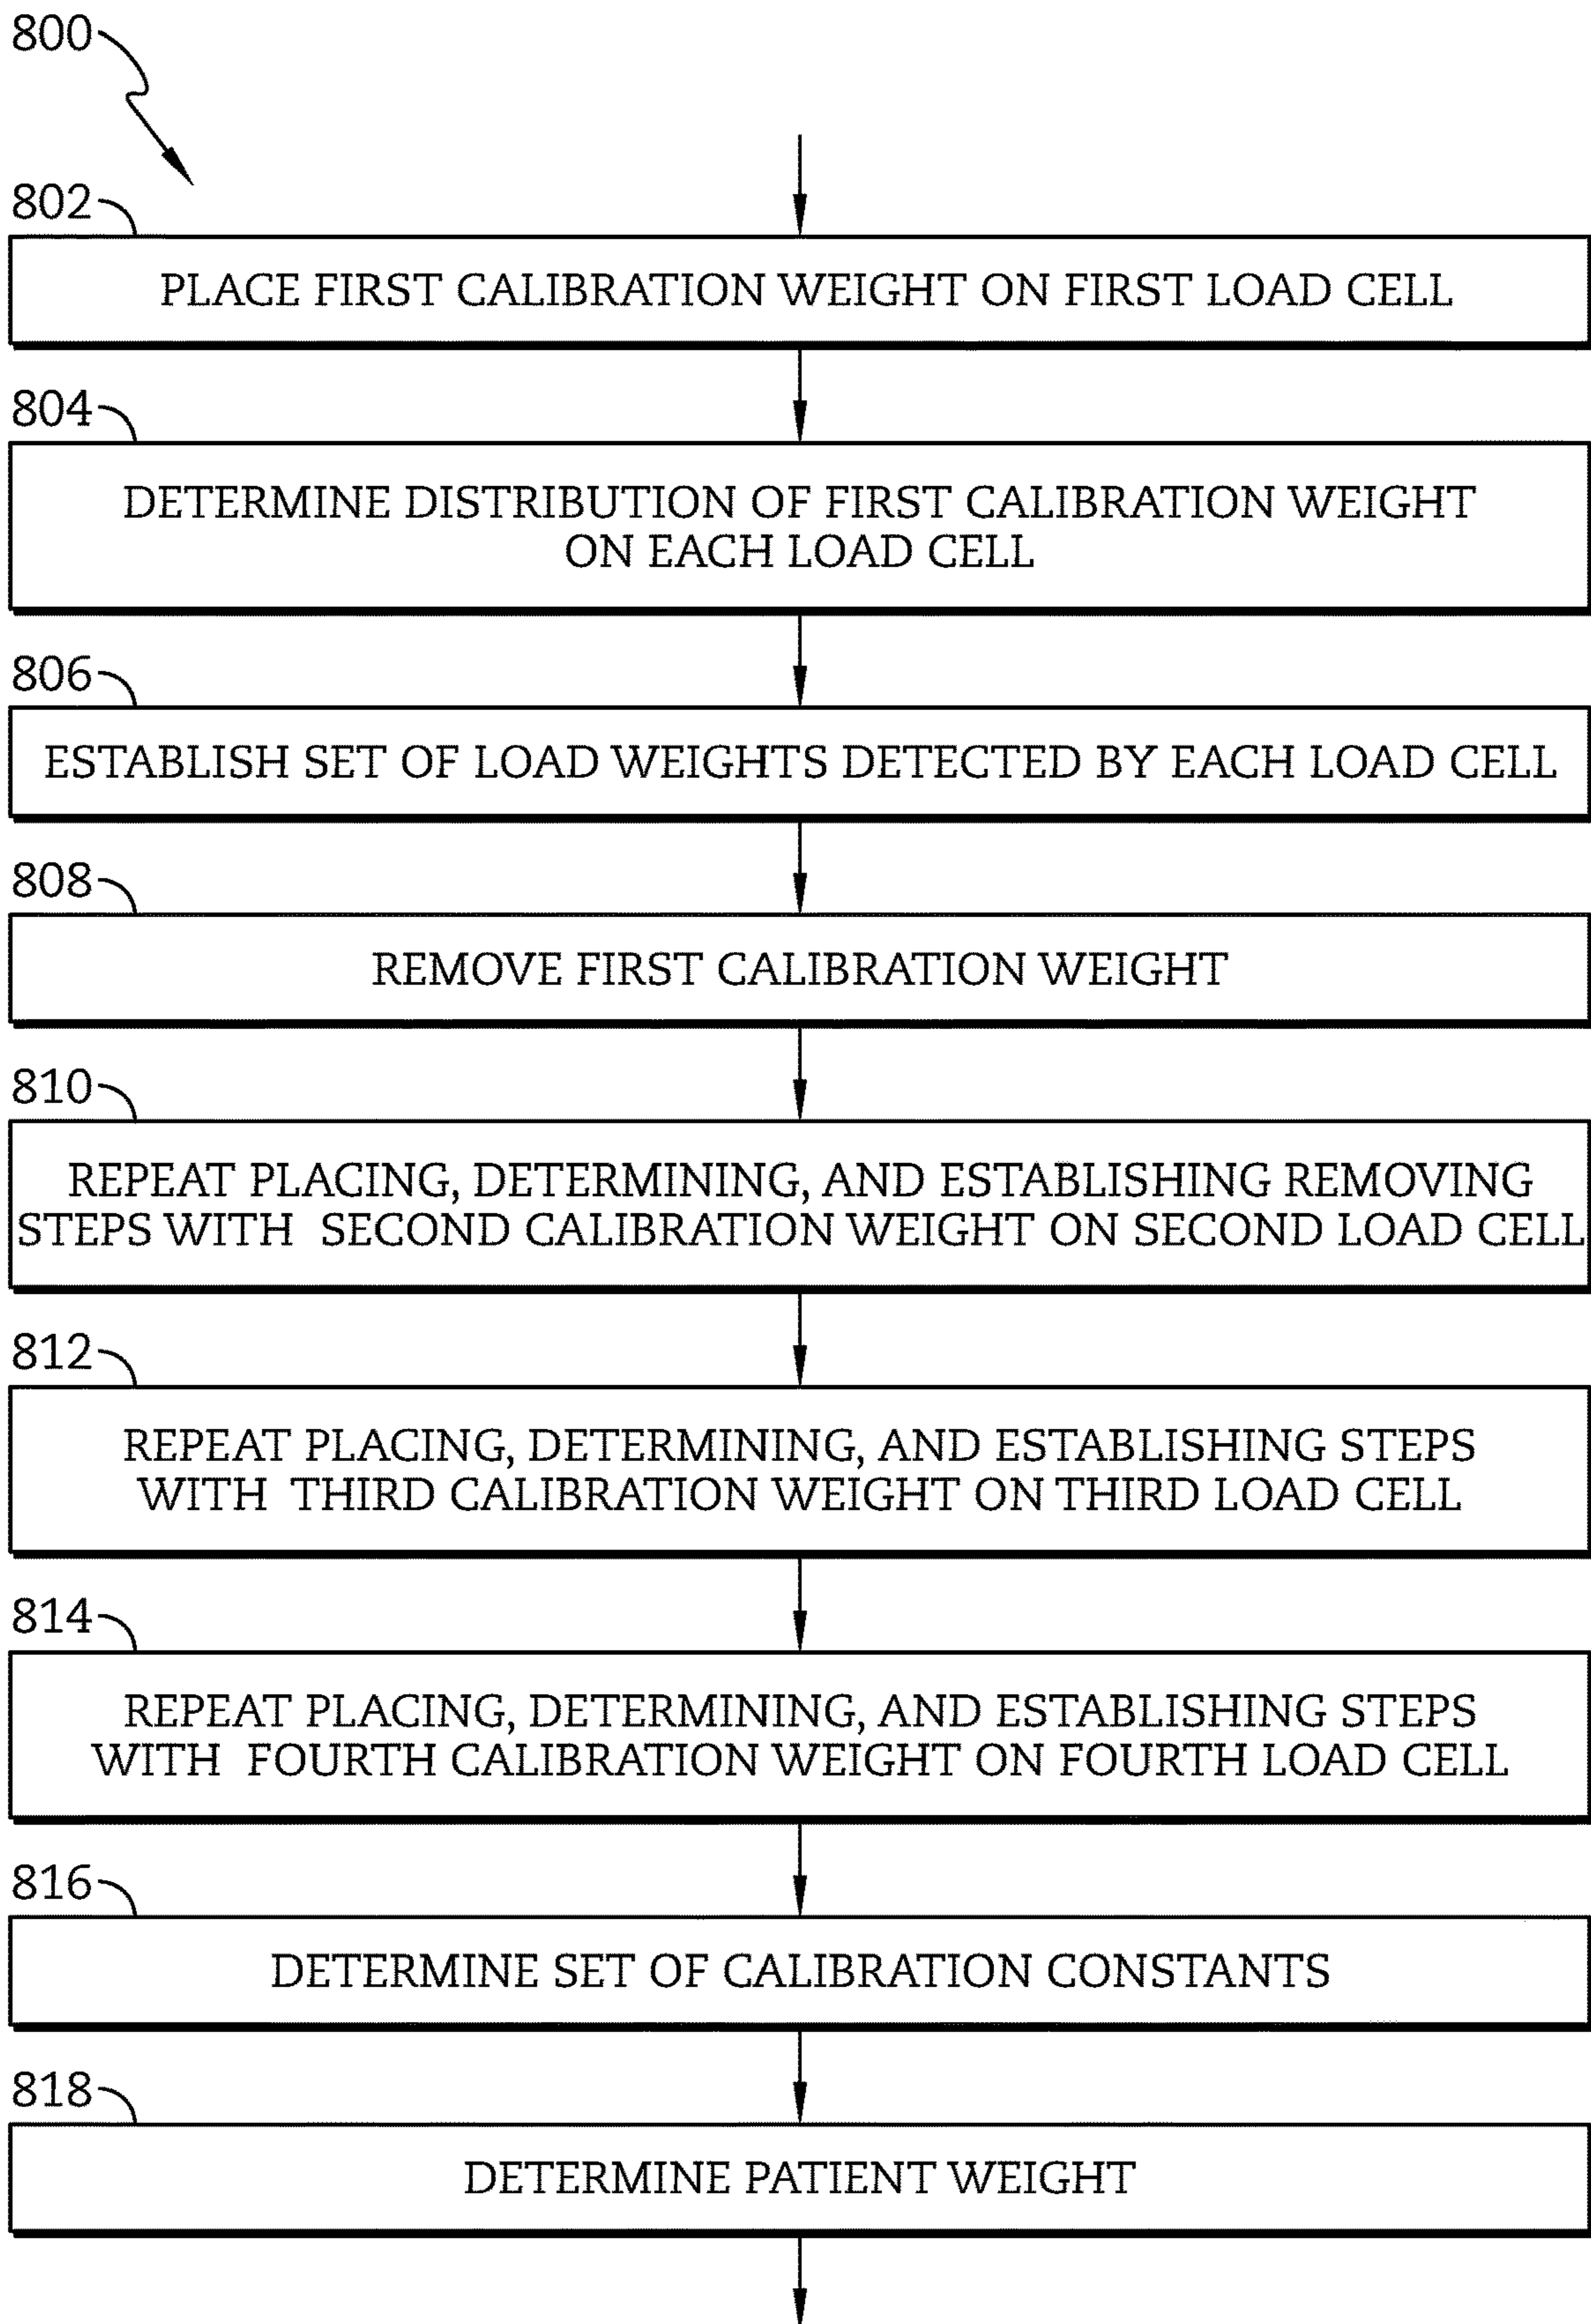 800
802
PLACE FIRST CALIBRATION WEIGHT ON FIRST LOAD CELL
804
DETERMINE DISTRIBUTION OF FIRST CALIBRATION WEIGHT
ON EACH LOAD CELL
806
ESTABLISH SET OF LOAD WEIGHTS DETECTED BY EACH LOAD CELL
808
REMOVE FIRST CALIBRATION WEIGHT
810
REPEAT PLACING, DETERMINING, AND ESTABLISHING REMOVING
STEPS WITH SECOND CALIBRATION WEIGHT ON SECOND LOAD CELL
812
REPEAT PLACING, DETERMINING, AND ESTABLISHING STEPS
WITH THIRD CALIBRATION WEIGHT ON THIRD LOAD CELL
814
REPEAT PLACING, DETERMINING, AND ESTABLISHING STEPS
WITH FOURTH CALIBRATION WEIGHT ON FOURTH LOAD CELL
816
DETERMINE SET OF CALIBRATION CONSTANTS
818
DETERMINE PATIENT WEIGHT